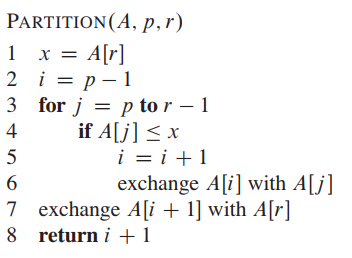 PARTITION(A, p, r)
1 x = A[r]
2 i = p − 1
3 for j = p to r − 1
4 if A[j] ≤ x
5 i = i + 1
6 exchange A[i] with A[j]
7 exchange A[i + 1] with A[r]
8 return i + 1